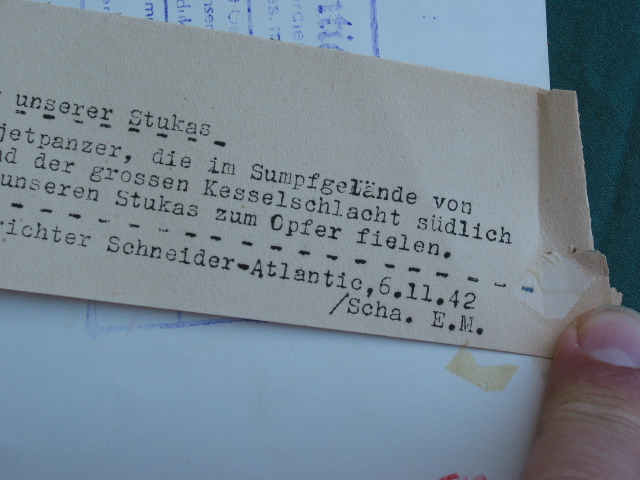 unserer Stukas
jetpanzer, die im Sumpfgelände von
d der grossen Kesselschlacht südlich
unseren Stukas zum Opfer fielen.
richter Schneider-Atlantic,6.11.42
/Scha. E.M.